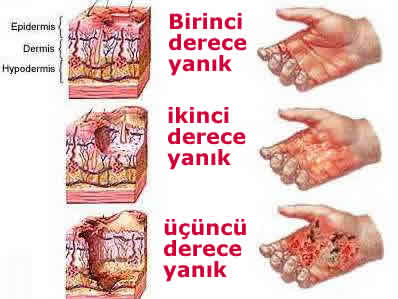 Epidermis
Dermis
Hypodermis
Birinci
derece
yanık
ikinci
derece
yanık
üçüncü
derece
yanık